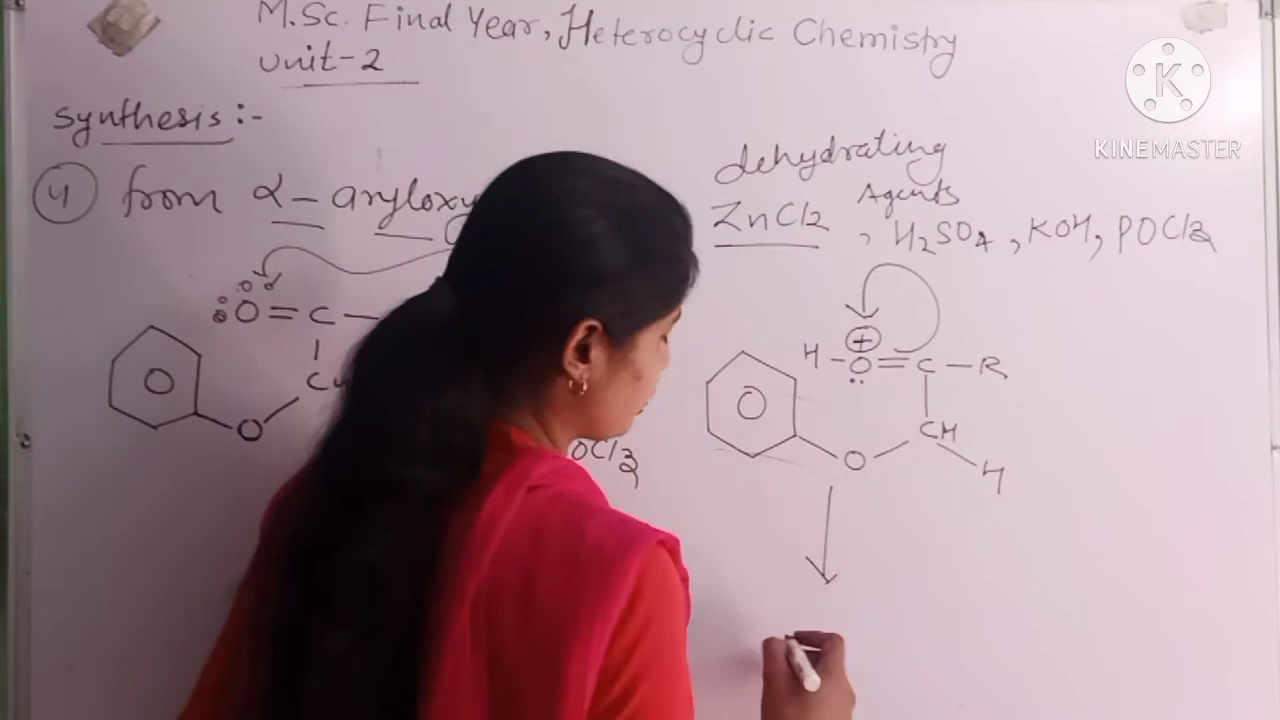 M.Sc. Final Year, Heterocyclic Chemistry
Unit-2
K
KINEMASTER
Synthesis :-
dehydrating
Agents
4 from α- aryloxy
ZnCl2, H2SO4, KOH, POCl3
O = C -
O
O
H - O = C - R
⊕
O
CH
O
H
OCl3